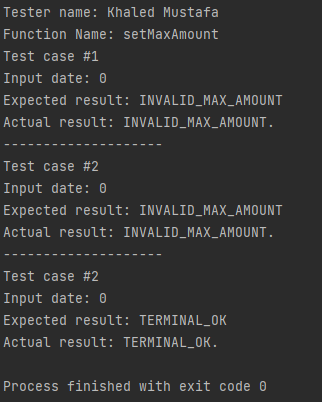 Tester name: Khaled Mustafa
Function Name: setMaxAmount
Test case #1
Input date: 0
Expected result: INVALID_MAX_AMOUNT
Actual result: INVALID_MAX_AMOUNT.
--------------------
Test case #2
Input date: 0
Expected result: INVALID_MAX_AMOUNT
Actual result: INVALID_MAX_AMOUNT.
--------------------
Test case #2
Input date: 0
Expected result: TERMINAL_OK
Actual result: TERMINAL_OK.
Process finished with exit code 0